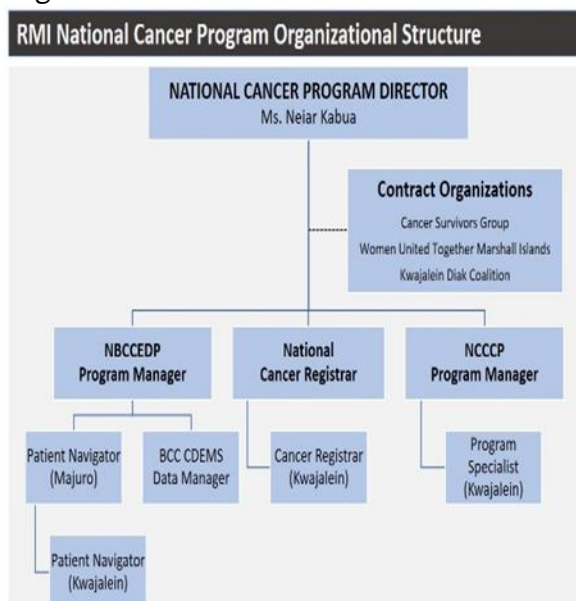 RMI National Cancer Program Organizational Structure
NATIONAL CANCER PROGRAM DIRECTOR
Ms. Neiar Kabua
Contract Organizations
Cancer Survivors Group
Women United Together Marshall Islands
Kwajalein Diak Coalition
NBCCEDP
Program Manager
National
Cancer Registrar
NCCCP
Program Manager
Patient Navigator
(Majuro)
BCC CDEMS
Data Manager
Cancer Registrar
(Kwajalein)
Program
Specialist
(Kwajalein)
Patient Navigator
(Kwajalein)